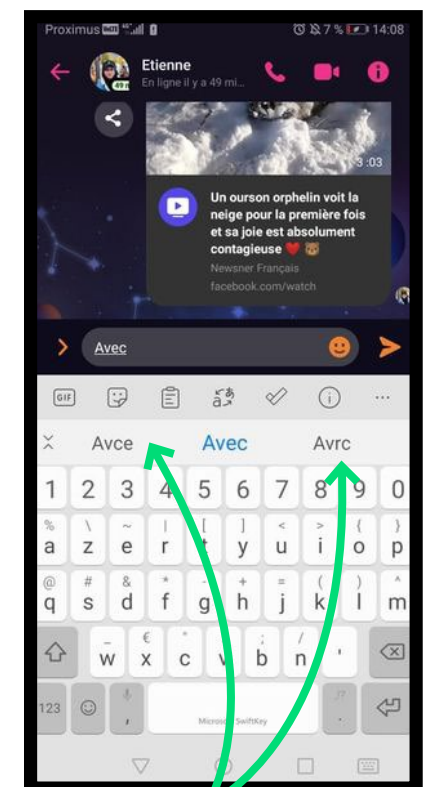 Proximus 7 % 14:08
Etienne
49 m
En ligne il y a 49 mi...
3:03
Un ourson orphelin voit la
neige pour la première fois
et sa joie est absolument
contagieuse ❤️ 🐻
Newsner Français
facebook.com/watch
Avec
GIF
Avce Avec Avrc
1 2 3 4 5 6 7 8 9 0
% \ ~ | [ ] < > { }
a z e r t y u i o p
@ # & * - + = ( ) ^
q s d f g h j k l m
_ € " ; /
w x c v b n '
123 , Microsoft SwiftKey !? .